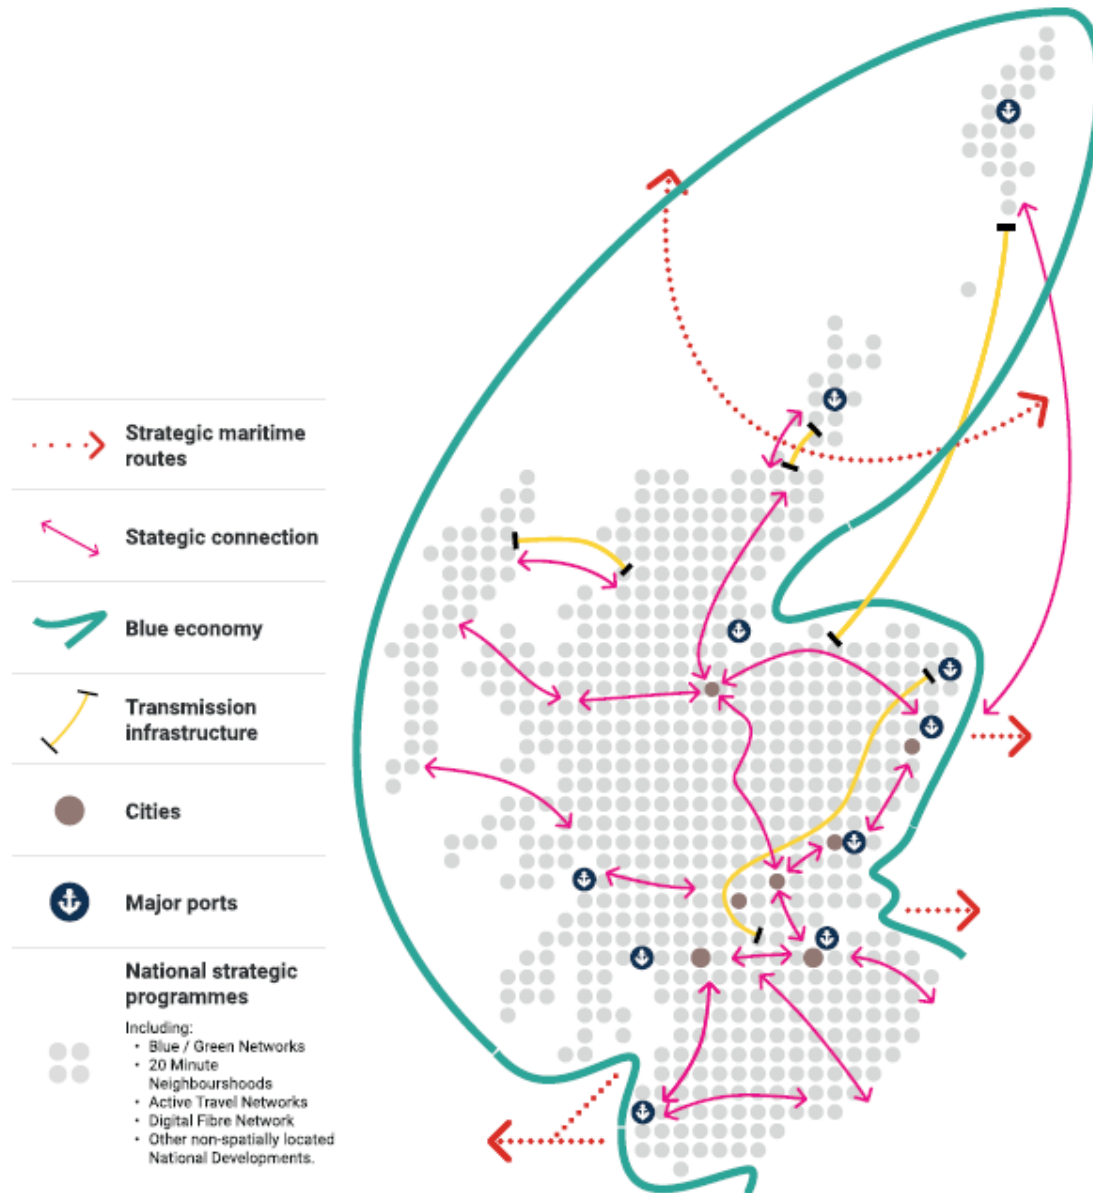 Strategic maritime
routes
Stategic connection
Blue economy
Transmission
infrastructure
Cities
Major ports
National strategic
programmes
Including:
• Blue / Green Networks
• 20 Minute
Neighbourshoods
• Active Travel Networks
• Digital Fibre Network
• Other non-spatially located
National Developments.